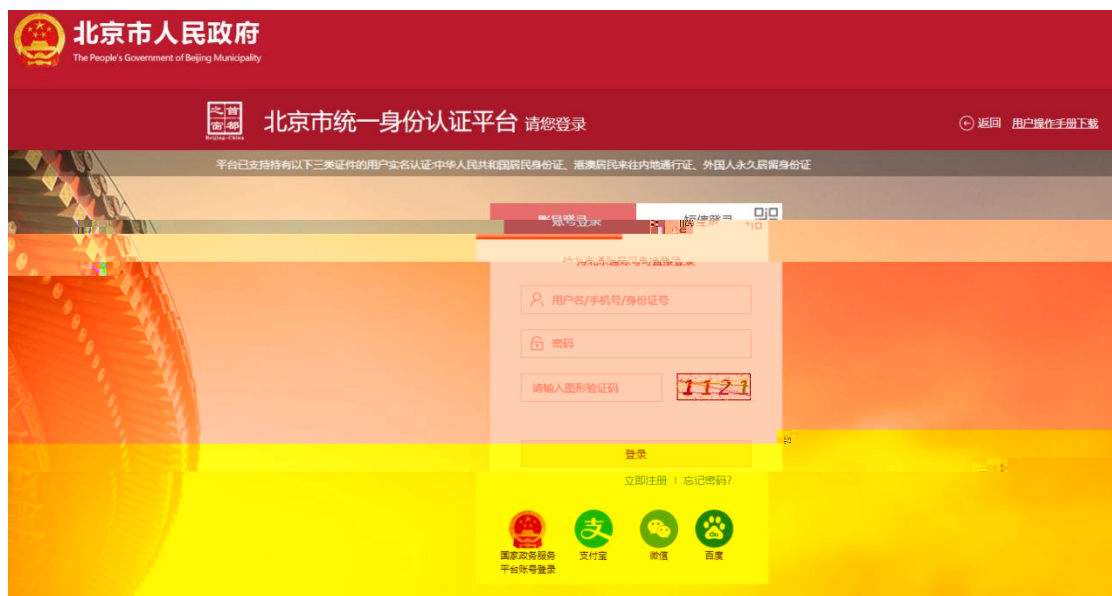 北京市人民政府
The People's Government of Beijing Municipality
首都之窗
Beijing-China
北京市统一身份认证平台 请您登录
返回 用户操作手册下载
平台已支持持有以下三类证件的用户实名认证:中华人民共和国居民身份证、港澳居民来往内地通行证、外国人永久居留身份证
登录
用户名/手机号/身份证号
密码
请输入图形验证码 1121
登录
立即注册 | 忘记密码?
国家政务服务平台账号登录
支付宝
微信
百度